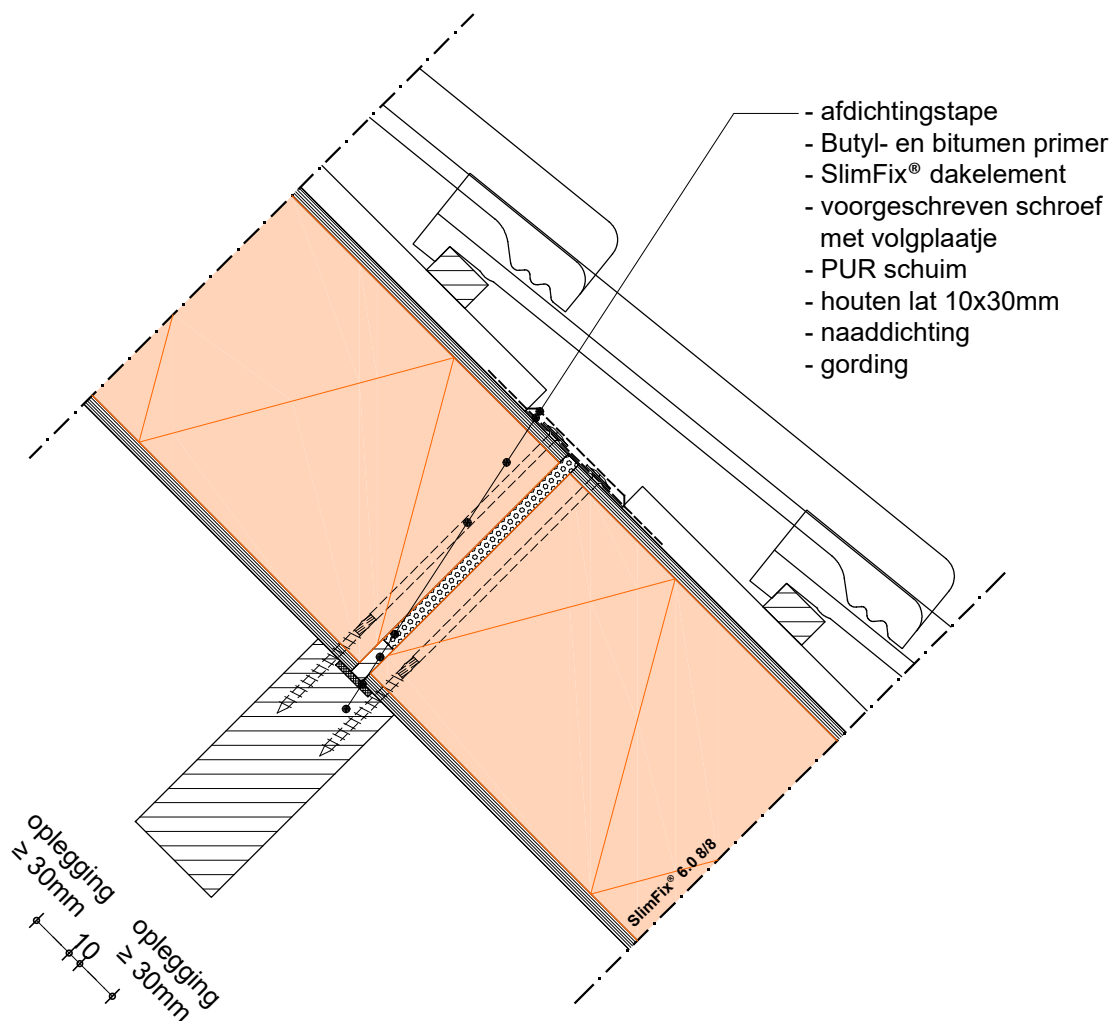 - afdichtingstape
- Butyl- en bitumen primer
- SlimFix® dakelement
- voorgeschreven schroef
met volgplaatje
- PUR schuim
- houten lat 10x30mm
- naaddichting
- gording
SlimFix® 6.0 8/8
oplegging
≥ 30mm
10
oplegging
≥ 30mm